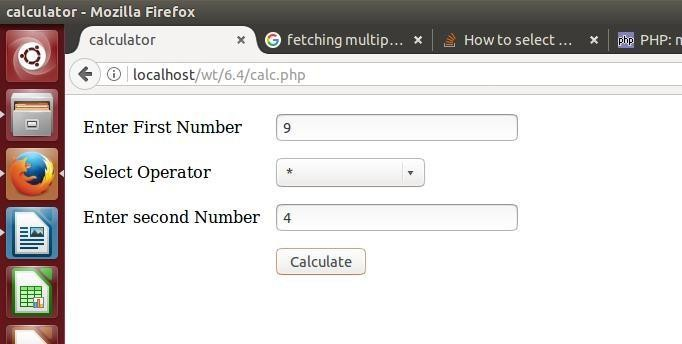 calculator - Mozilla Firefox
calculator fetching multip... How to select ... php PHP: m
localhost/wt/6.4/calc.php
Enter First Number 9
Select Operator *
Enter second Number 4
Calculate